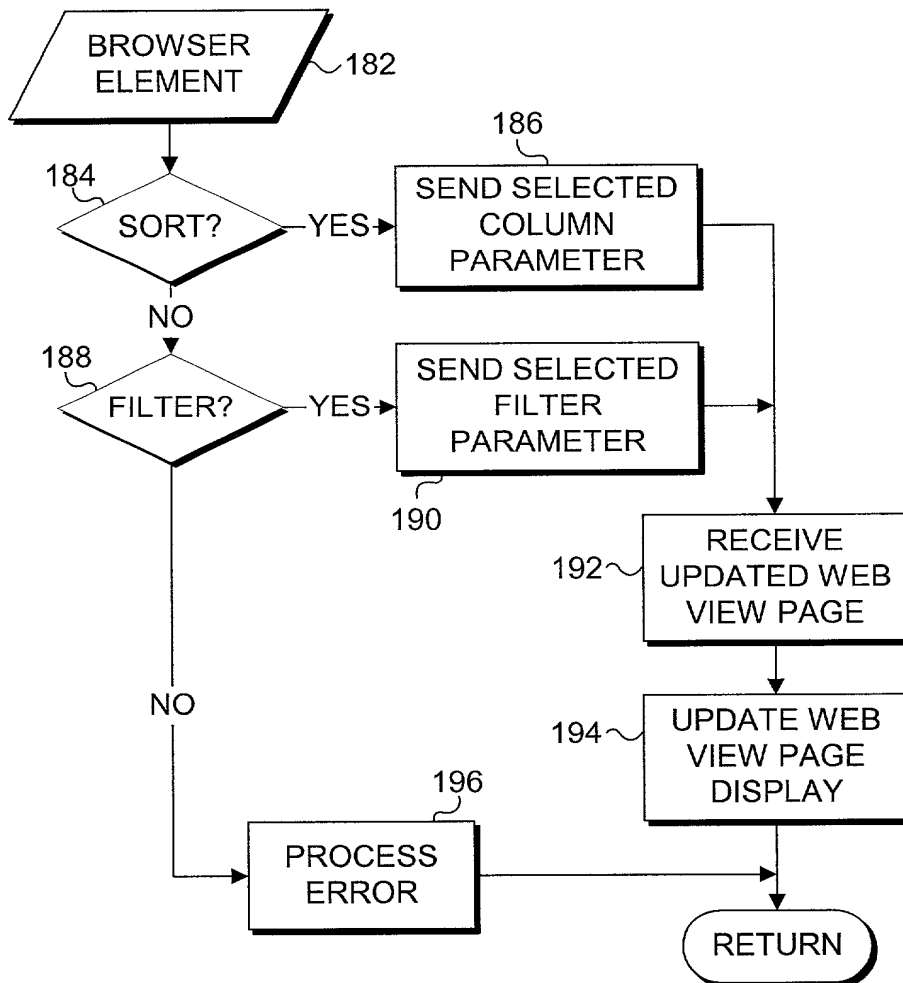 BROWSER
ELEMENT
182
184
SORT?
YES
186
SEND SELECTED
COLUMN
PARAMETER
NO
188
FILTER?
YES
SEND SELECTED
FILTER
PARAMETER
190
192
RECEIVE
UPDATED WEB
VIEW PAGE
NO
194
UPDATE WEB
VIEW PAGE
DISPLAY
196
PROCESS
ERROR
RETURN